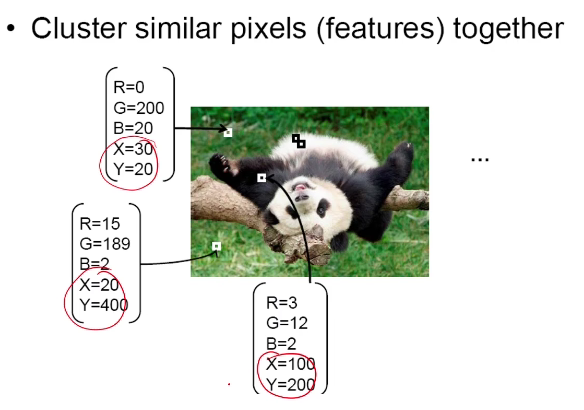 • Cluster similar pixels (features) together
R=0
G=200
B=20
X=30
Y=20
...
R=15
G=189
B=2
X=20
Y=400
R=3
G=12
B=2
X=100
Y=200